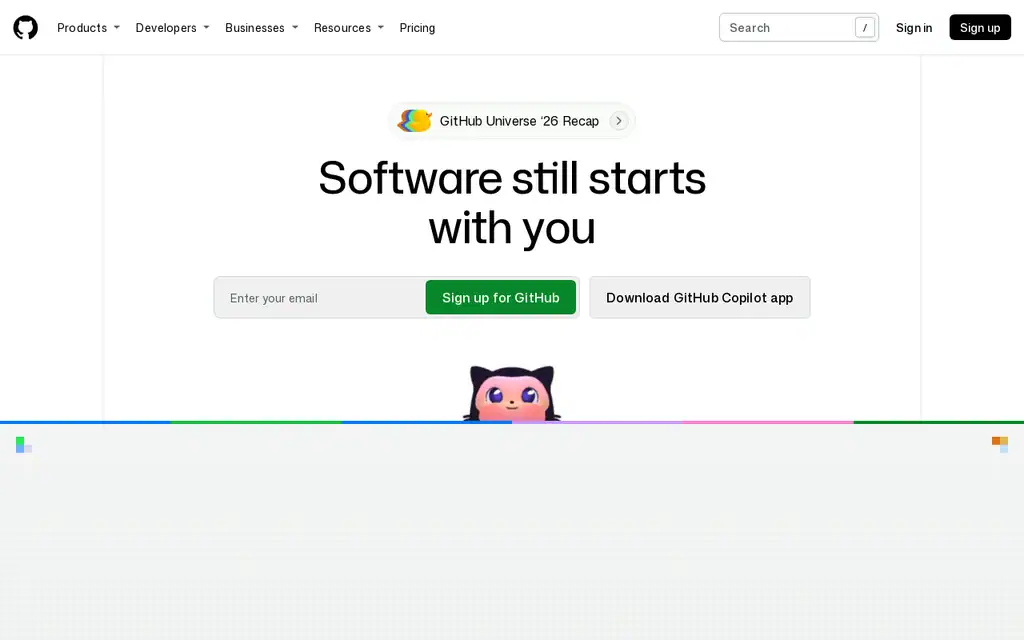 Products
Developers
Businesses
Resources
Pricing
Search
/
Sign in
Sign up
GitHub Universe ‘26 Recap
Software still starts
with you
Enter your email
Sign up for GitHub
Download GitHub Copilot app